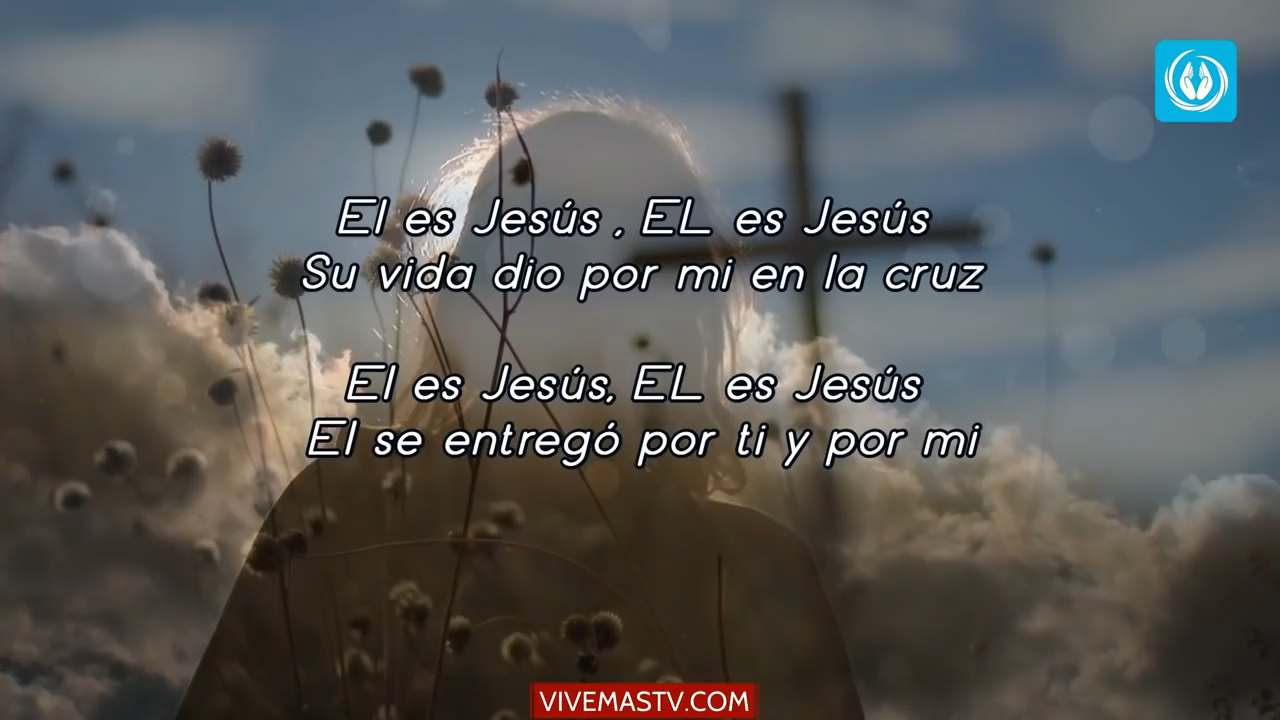 El es Jesús , EL es Jesús
Su vida dio por mi en la cruz
El es Jesús, EL es Jesús
El se entregó por ti y por mi
VIVEMASTV.COM